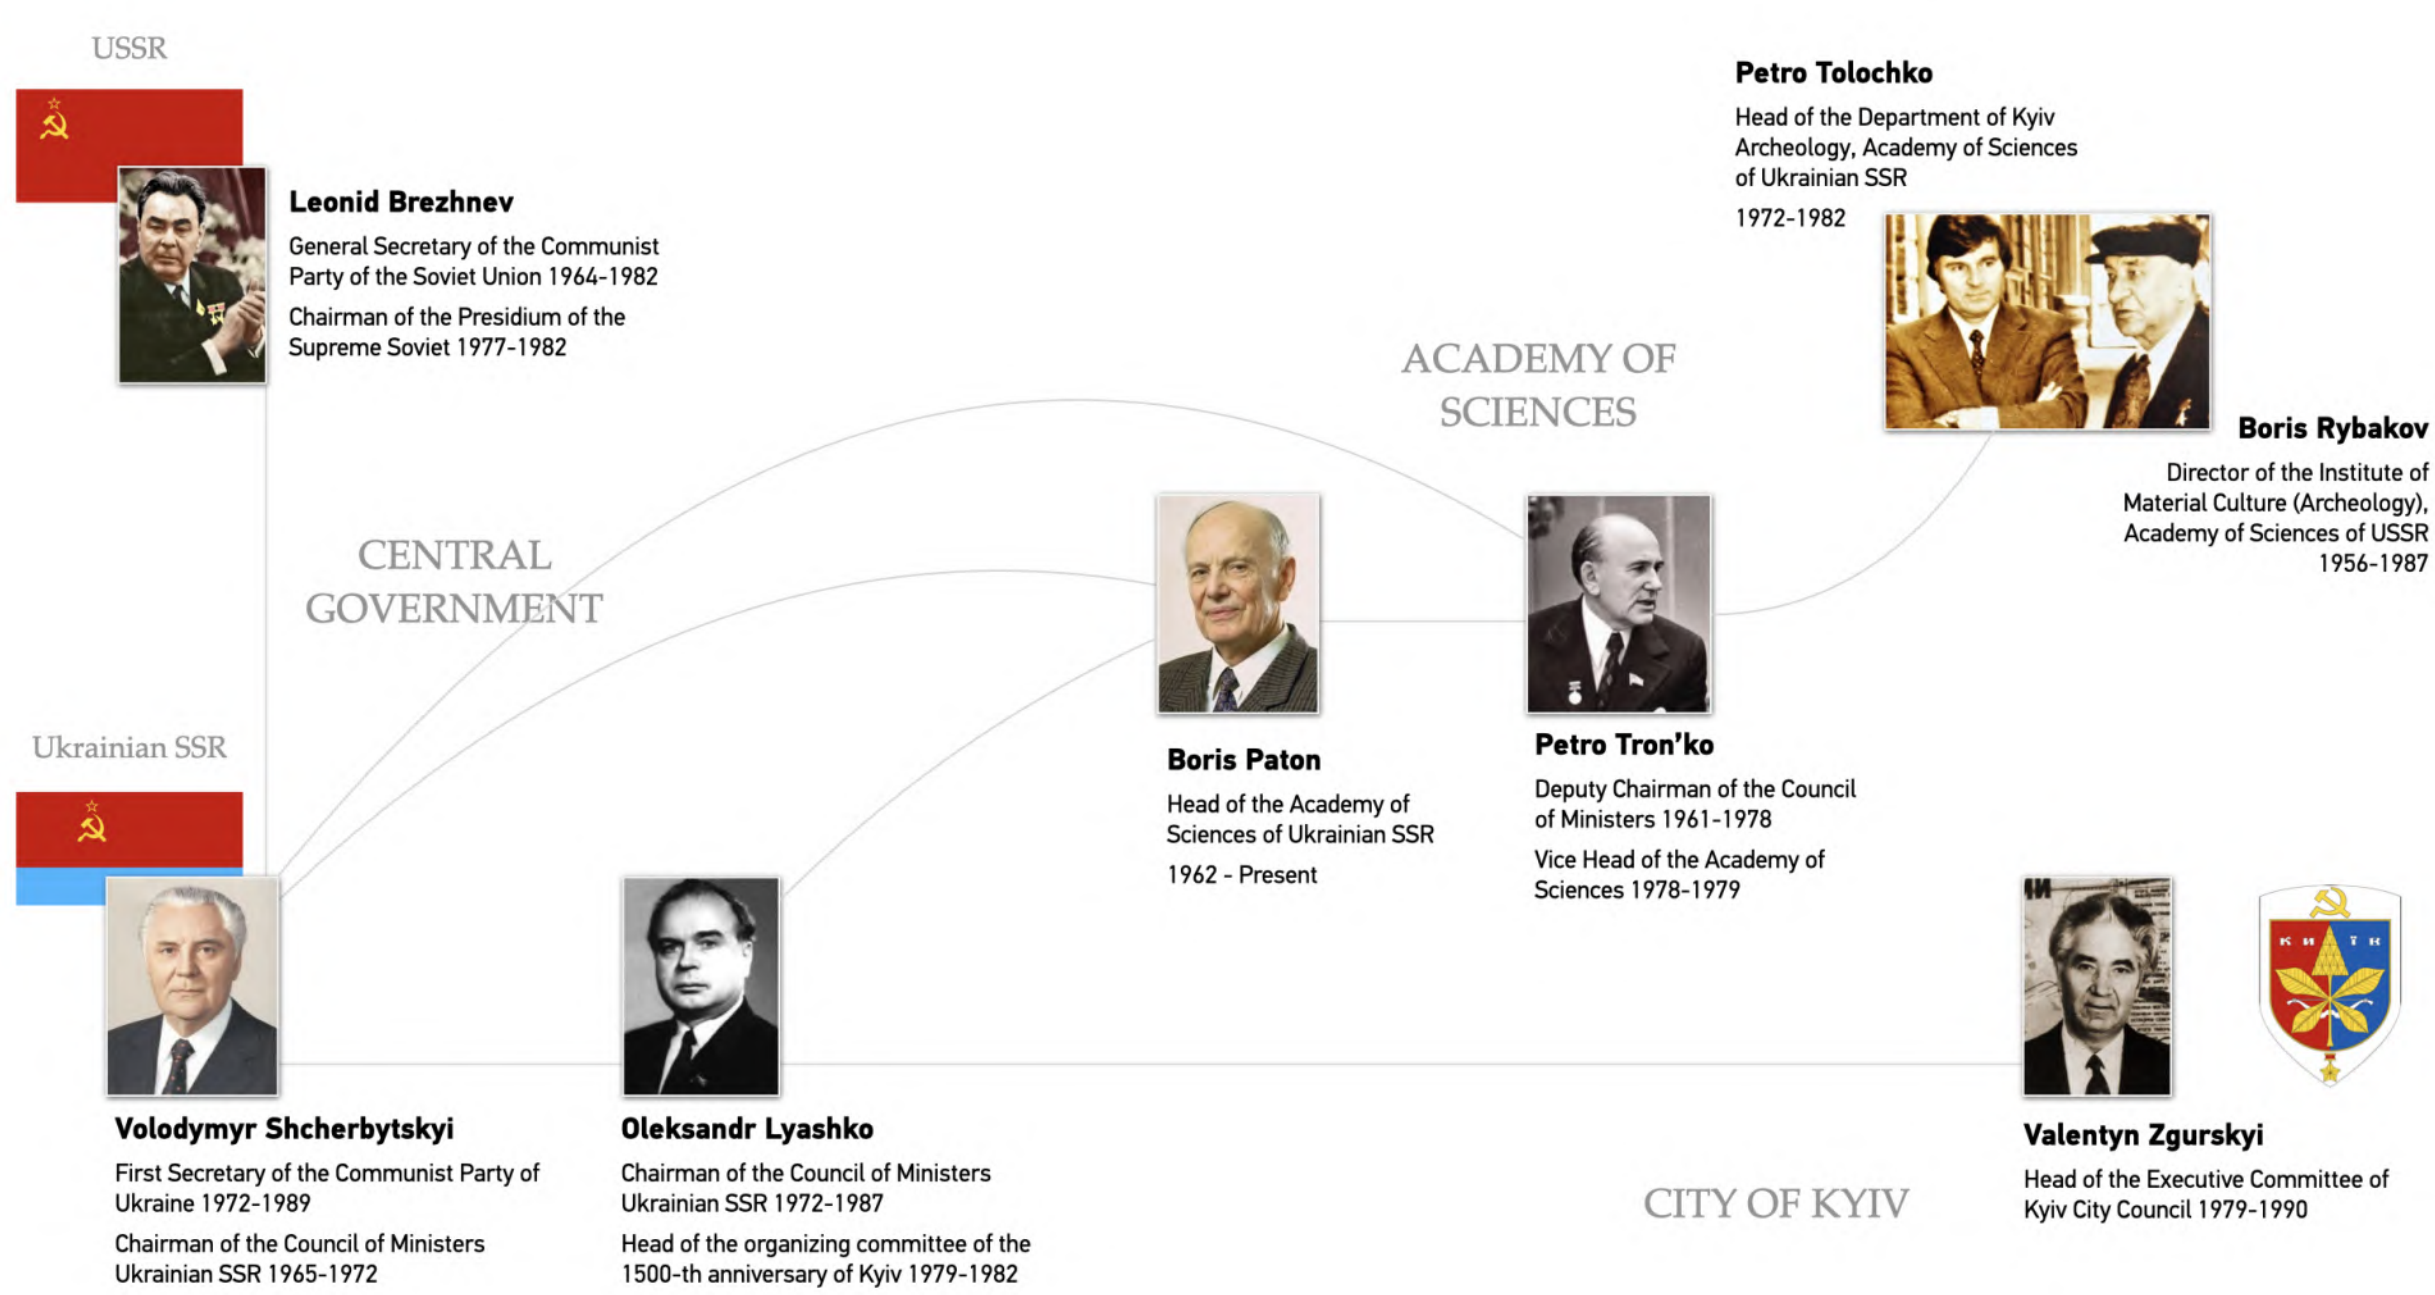 USSR
Leonid Brezhnev
General Secretary of the Communist
Party of the Soviet Union 1964-1982
Chairman of the Presidium of the
Supreme Soviet 1977-1982
Petro Tolochko
Head of the Department of Kyiv
Archeology, Academy of Sciences
of Ukrainian SSR
1972-1982
ACADEMY OF
SCIENCES
Boris Rybakov
Director of the Institute of
Material Culture (Archeology),
Academy of Sciences of USSR
1956-1987
CENTRAL
GOVERNMENT
Ukrainian SSR
Boris Paton
Head of the Academy of
Sciences of Ukrainian SSR
1962 - Present
Petro Tron’ko
Deputy Chairman of the Council
of Ministers 1961-1978
Vice Head of the Academy of
Sciences 1978-1979
КИЇВ
Volodymyr Shcherbytskyi
First Secretary of the Communist Party of
Ukraine 1972-1989
Chairman of the Council of Ministers
Ukrainian SSR 1965-1972
Oleksandr Lyashko
Chairman of the Council of Ministers
Ukrainian SSR 1972-1987
Head of the organizing committee of the
1500-th anniversary of Kyiv 1979-1982
CITY OF KYIV
Valentyn Zgurskyi
Head of the Executive Committee of
Kyiv City Council 1979-1990